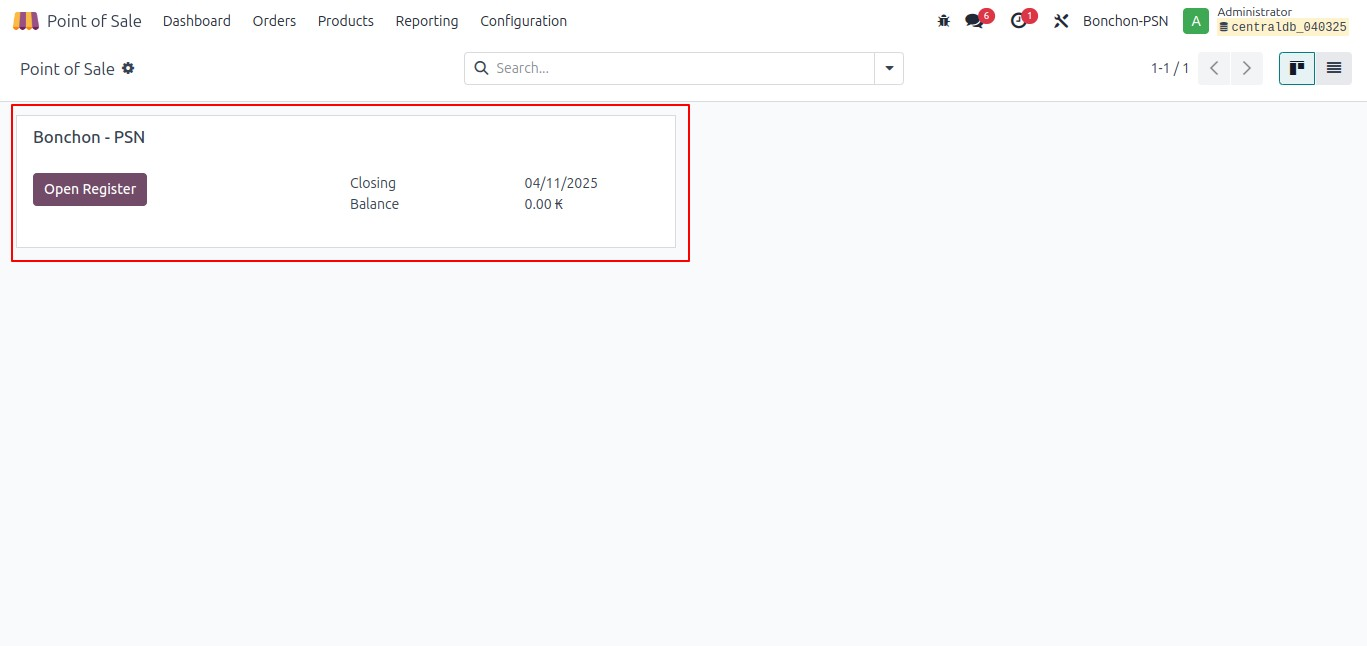 Point of Sale Dashboard Orders Products Reporting Configuration 6 1 Bonchon-PSN A Administrator
centraldb_040325
Point of Sale Search... 1-1 / 1
Bonchon - PSN
Open Register
Closing 04/11/2025
Balance 0.00 ₭